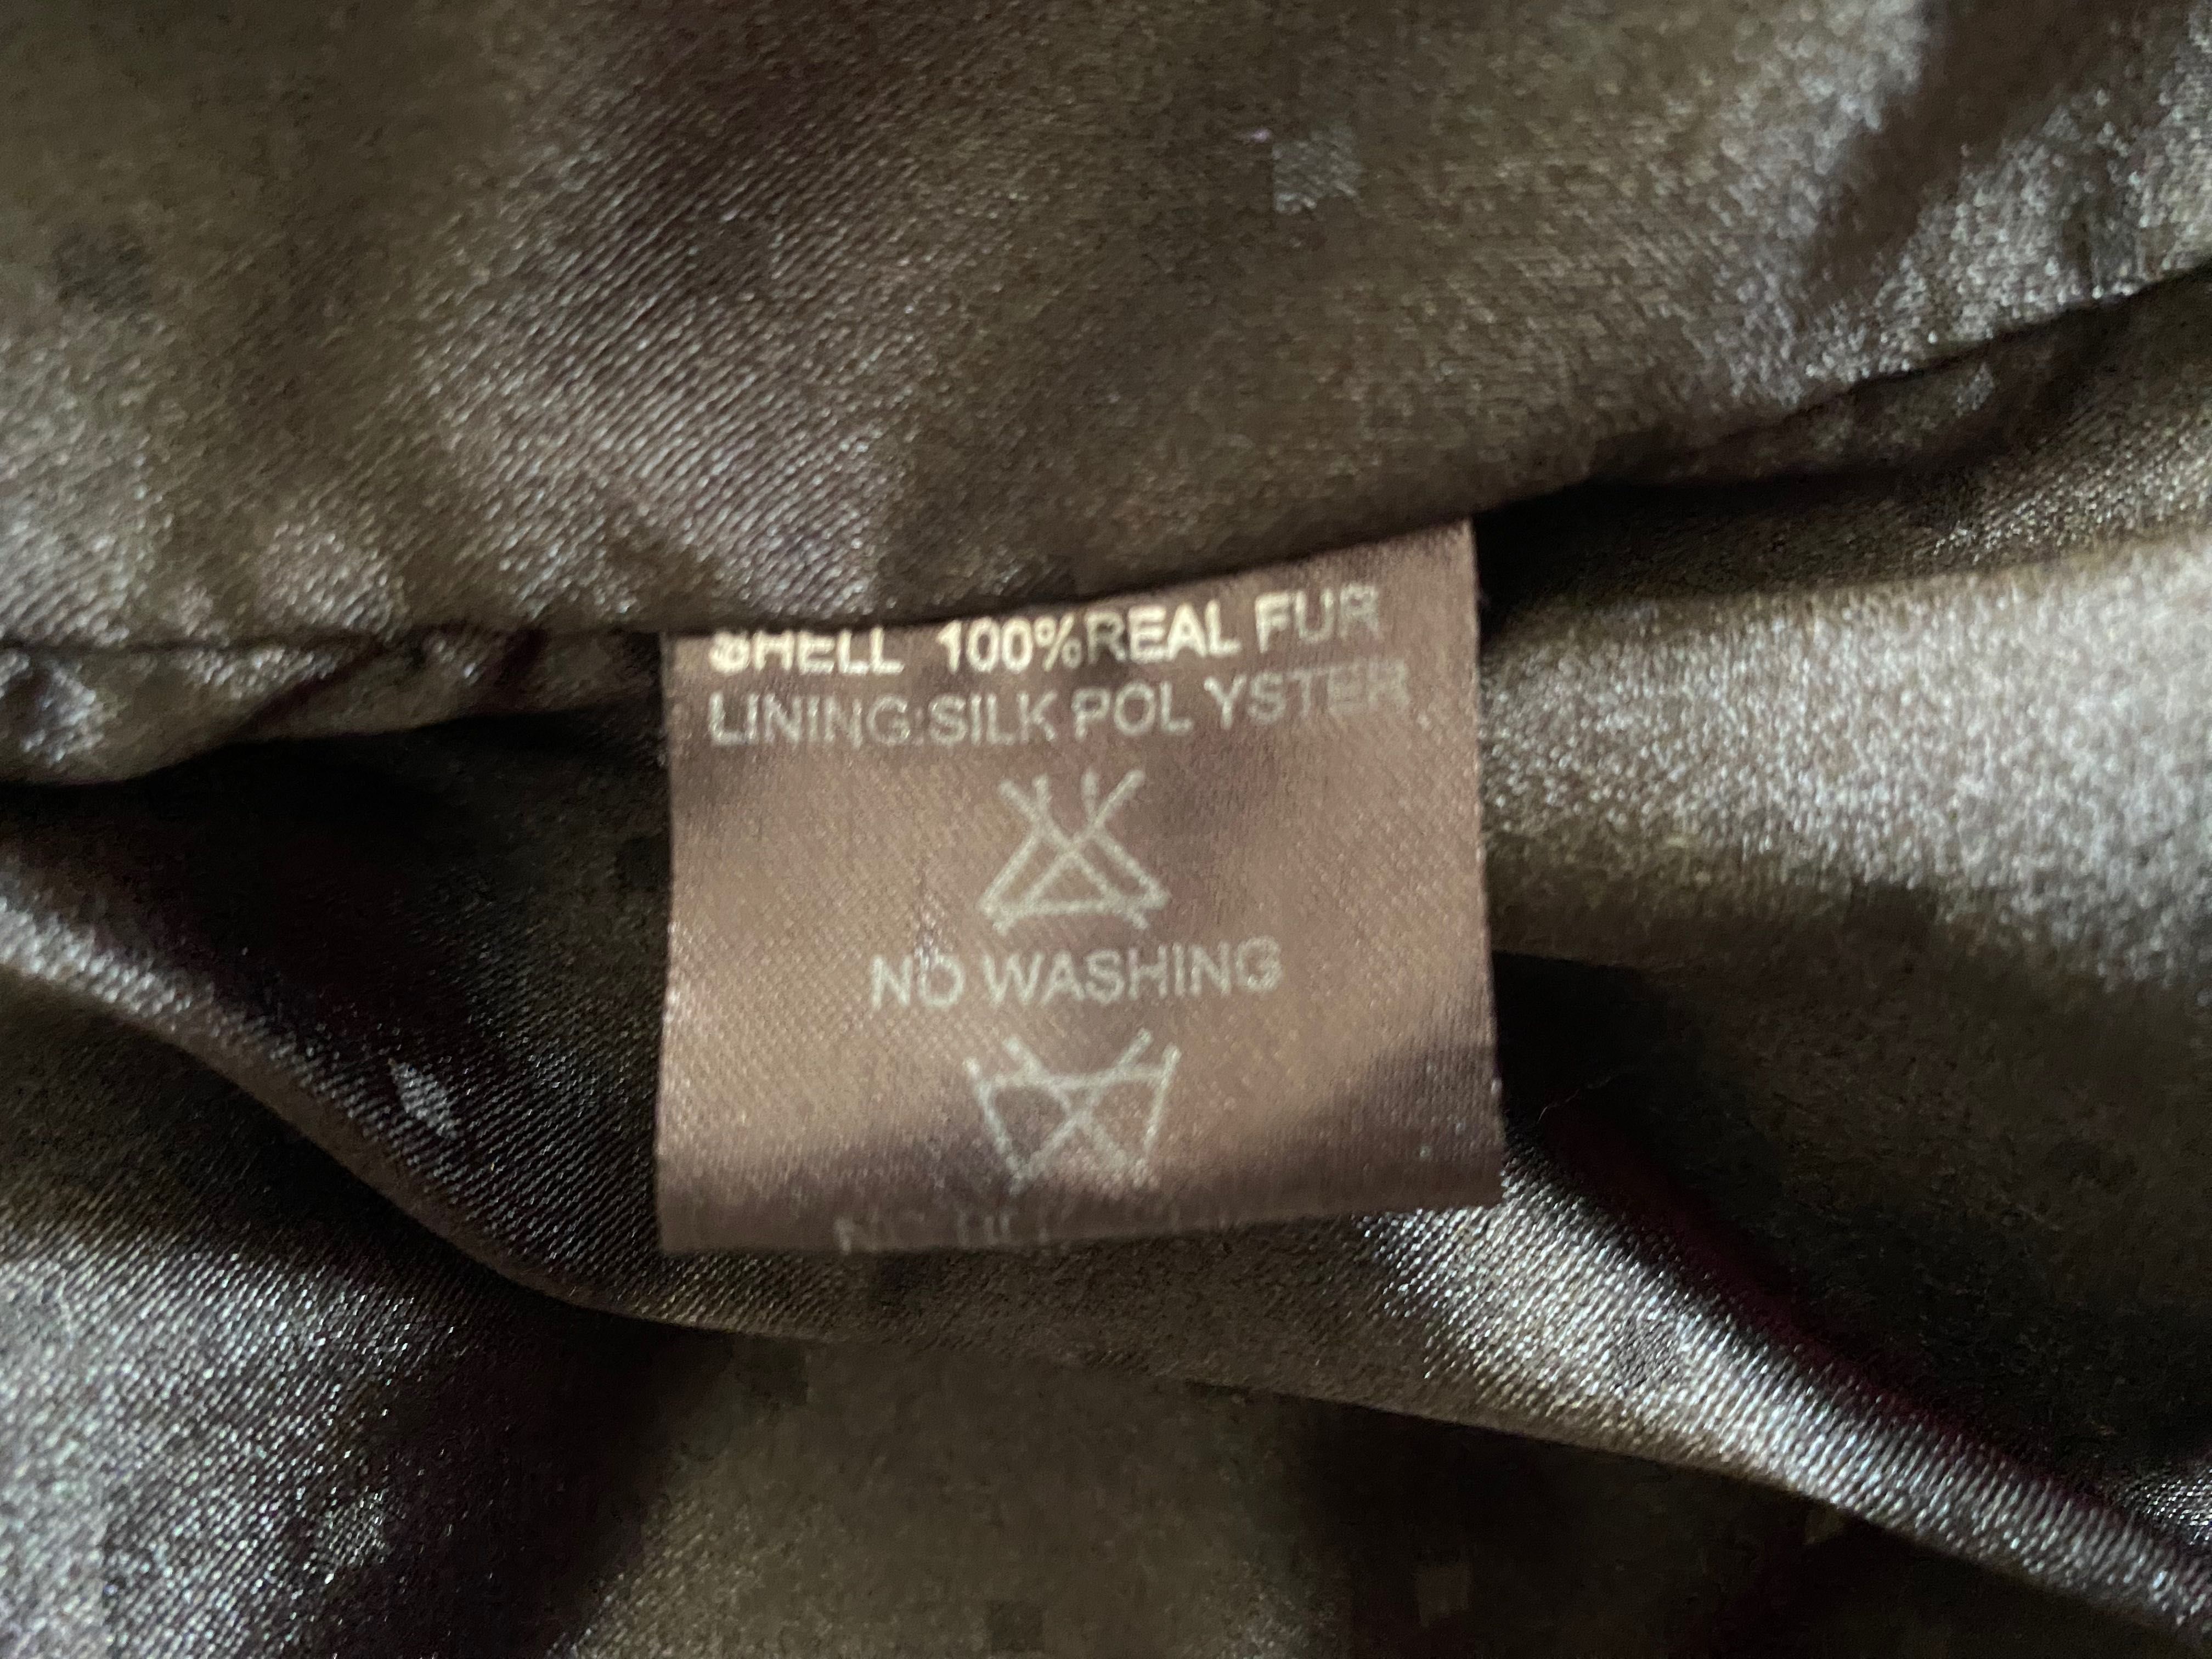 SHELL 100%REAL FUR
LINING:SILK POL YSTER
NO WASHING